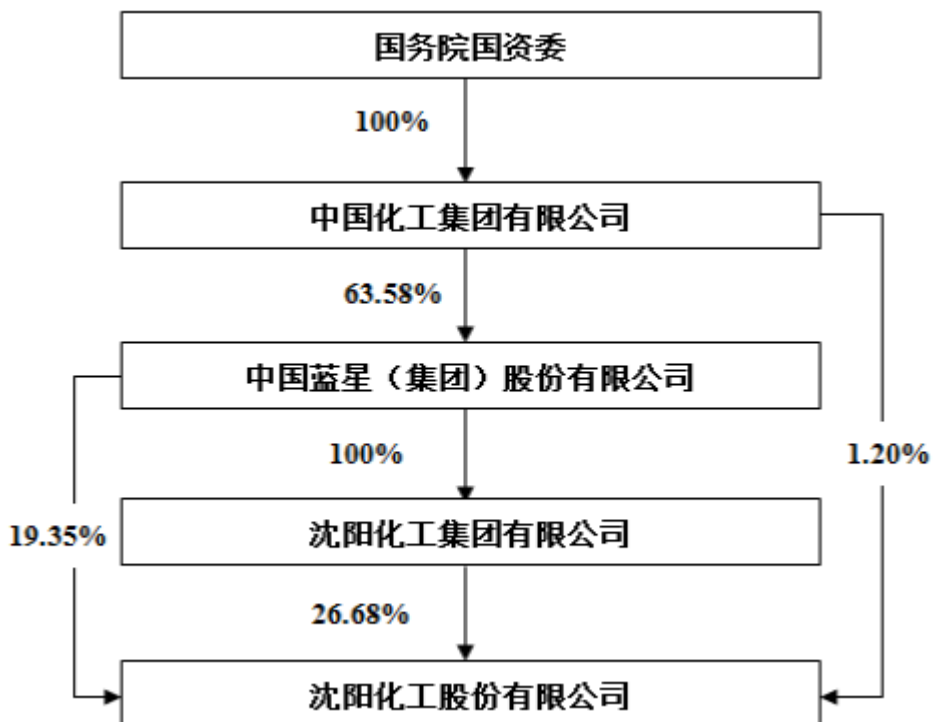 国务院国资委
100%
中国化工集团有限公司
63.58%
中国蓝星（集团）股份有限公司
100%
1.20%
19.35%
沈阳化工集团有限公司
26.68%
沈阳化工股份有限公司